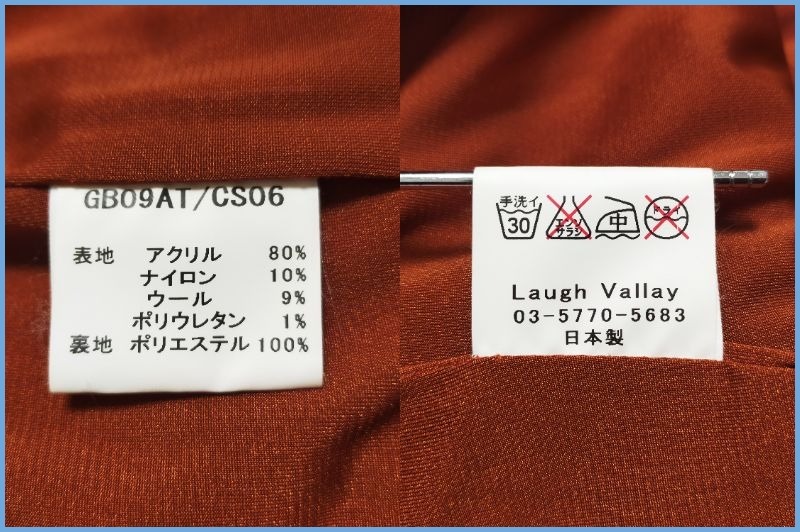 GB09AT/CS06
表地 アクリル 80%
ナイロン 10%
ウール 9%
ポリウレタン 1%
裏地 ポリエステル 100%
手洗イ
30
エンソ
サラシ
中
ドライ
Laugh Vallay
03-5770-5683
日本製